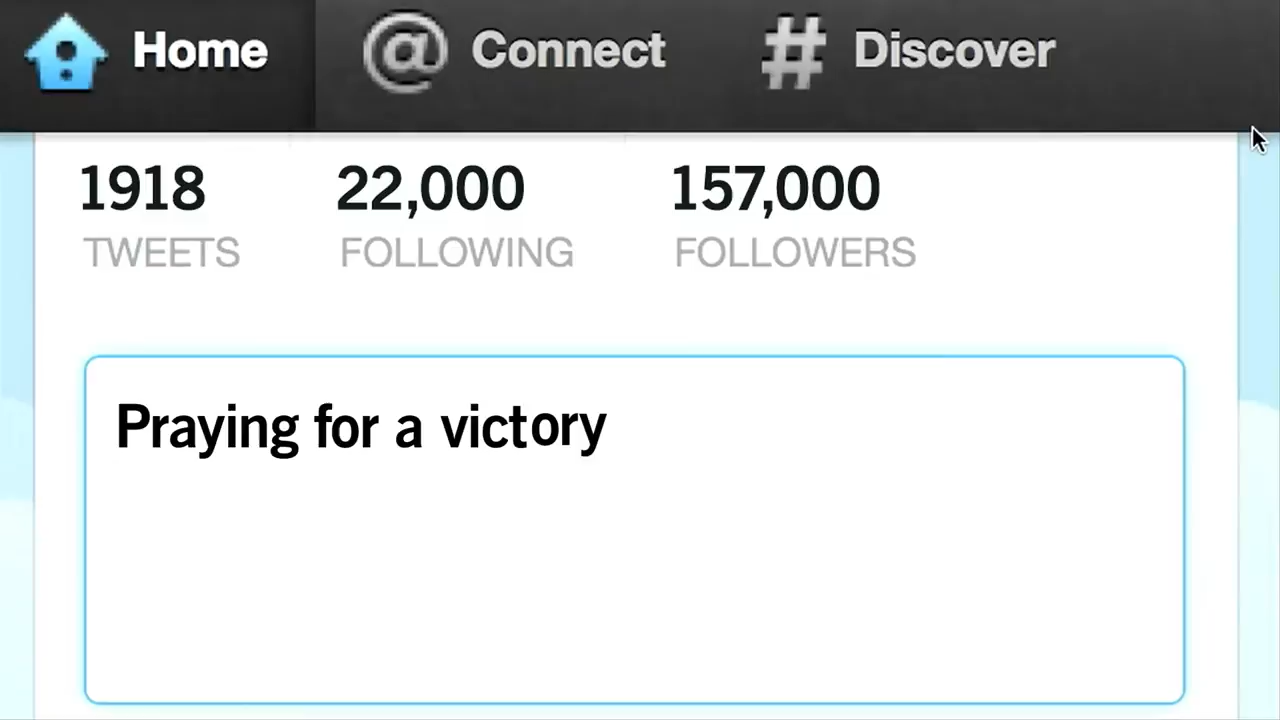 Home @ Connect # Discover
1918 22,000 157,000
TWEETS FOLLOWING FOLLOWERS
Praying for a victory